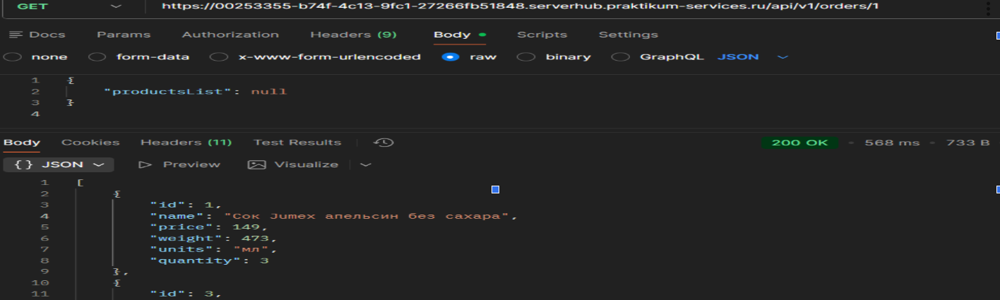 GET https://00253355-b74f-4c13-9fc1-27266fb51848.serverhub.praktikum-services.ru/api/v1/orders/1
Docs Params Authorization Headers (9) Body Scripts Settings
none form-data x-www-form-urlencoded raw binary GraphQL JSON
1 {
2 "productsList": null
3 }
4
Body Cookies Headers (11) Test Results 200 OK • 568 ms • 733 B
{} JSON Preview Visualize
1 [
2 {
3 "id": 1,
4 "name": "Сок Jumex апельсин без сахара",
5 "price": 149,
6 "weight": 473,
7 "units": "мл",
8 "quantity": 3
9 },
10 {
11 "id": 3,